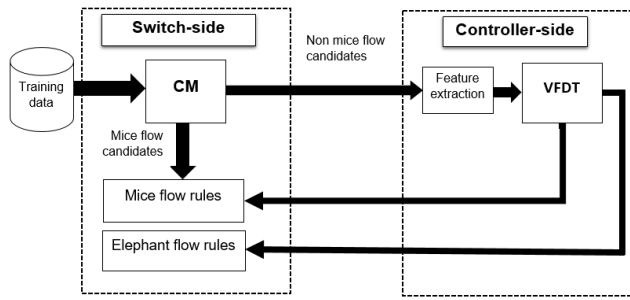 Switch-side
Controller-side
Non mice flow
candidates
Training
data
CM
Feature
extraction
VFDT
Mice flow
candidates
Mice flow rules
Elephant flow rules